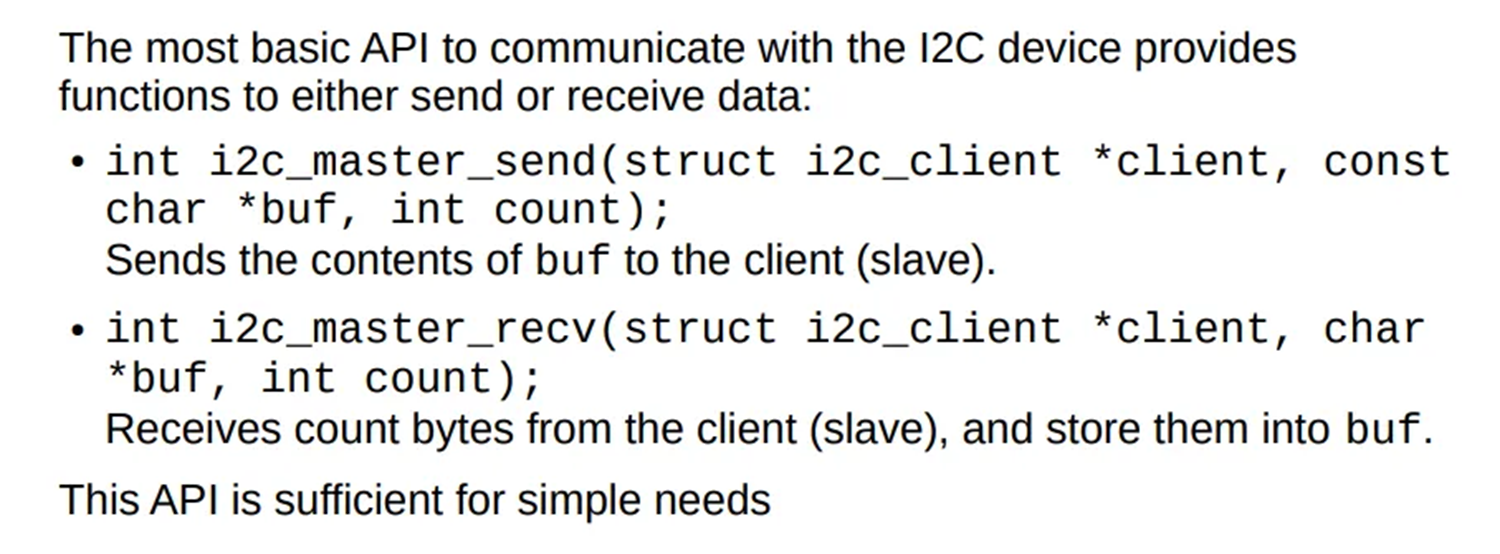 The most basic API to communicate with the I2C device provides
functions to either send or receive data:
• int i2c_master_send(struct i2c_client *client, const
char *buf, int count);
Sends the contents of buf to the client (slave).
• int i2c_master_recv(struct i2c_client *client, char
*buf, int count);
Receives count bytes from the client (slave), and store them into buf.
This API is sufficient for simple needs